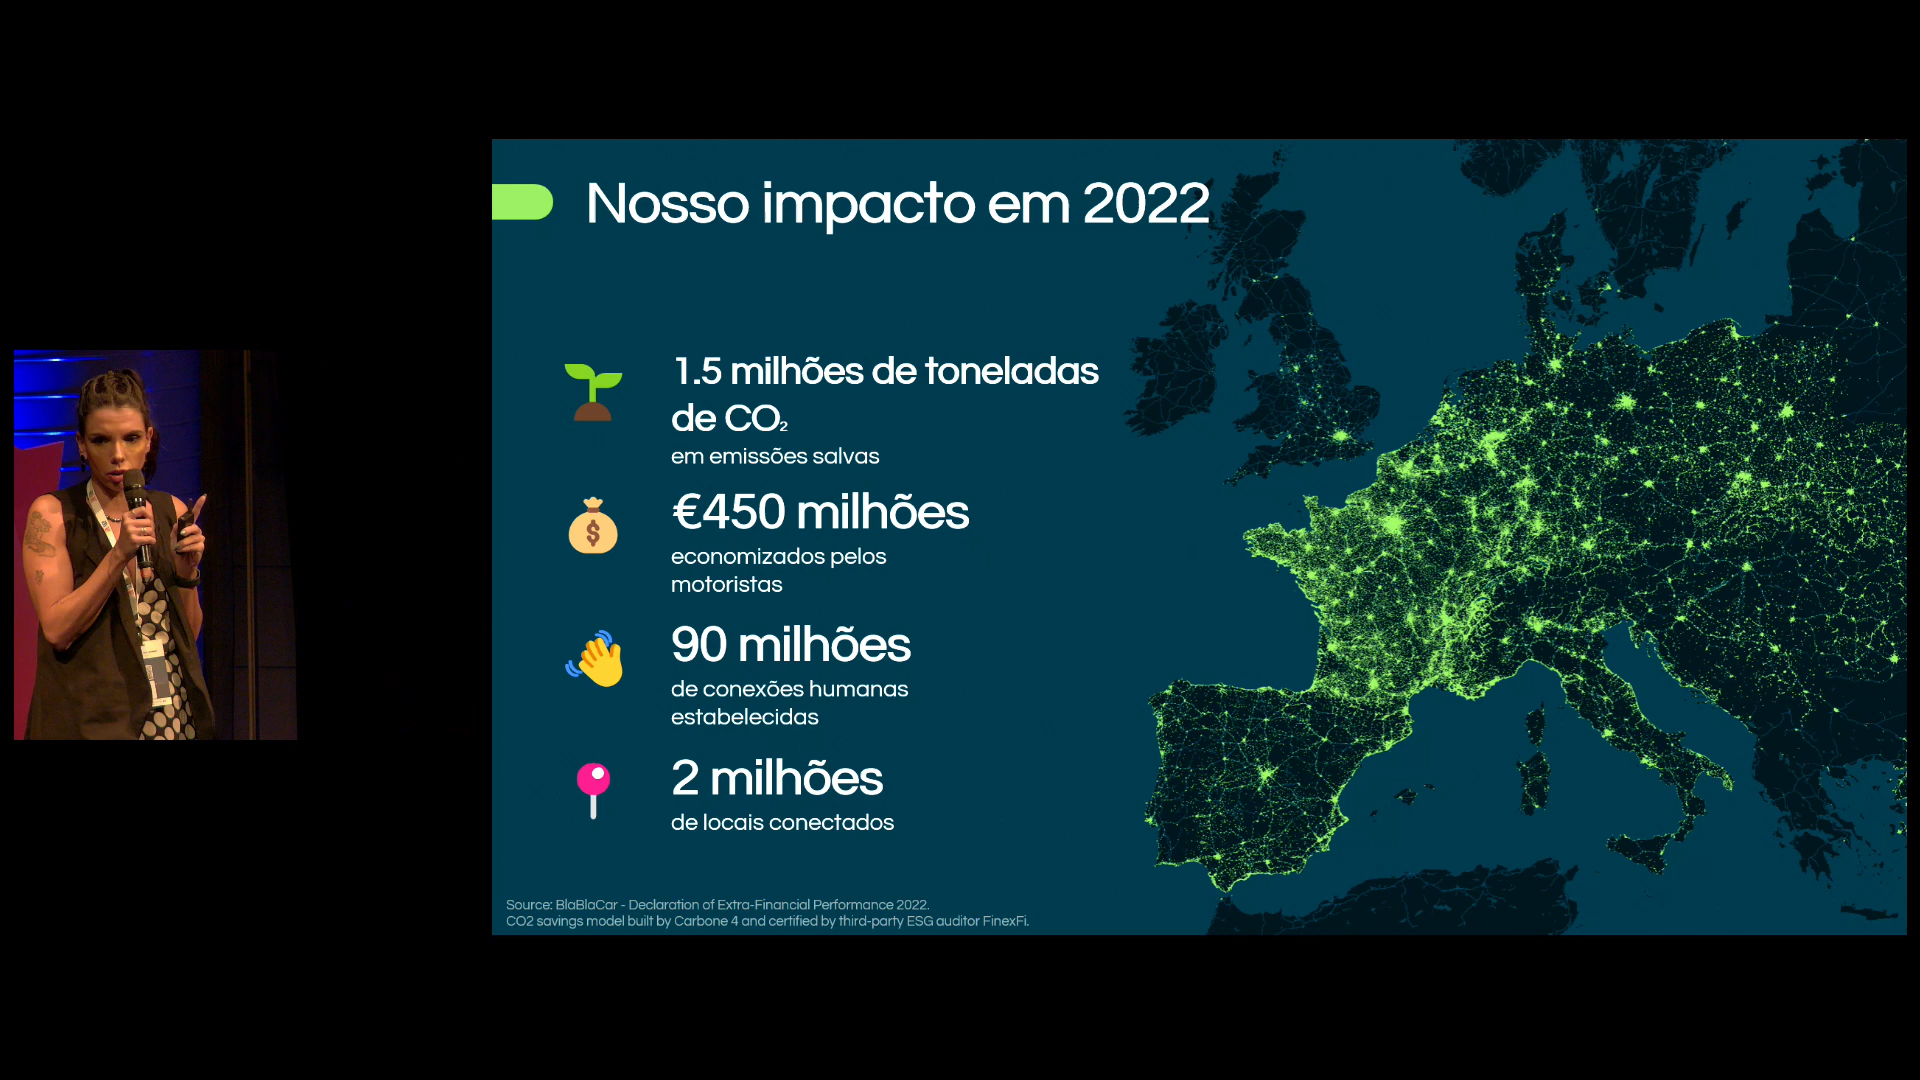 Nosso impacto em 2022
1.5 milhões de toneladas
de CO₂
em emissões salvas
€450 milhões
economizados pelos
motoristas
90 milhões
de conexões humanas
estabelecidas
2 milhões
de locais conectados
Source: BlaBlaCar - Declaration of Extra-Financial Performance 2022.
CO2 savings model built by Carbone 4 and certified by third-party ESG auditor FinexFi.